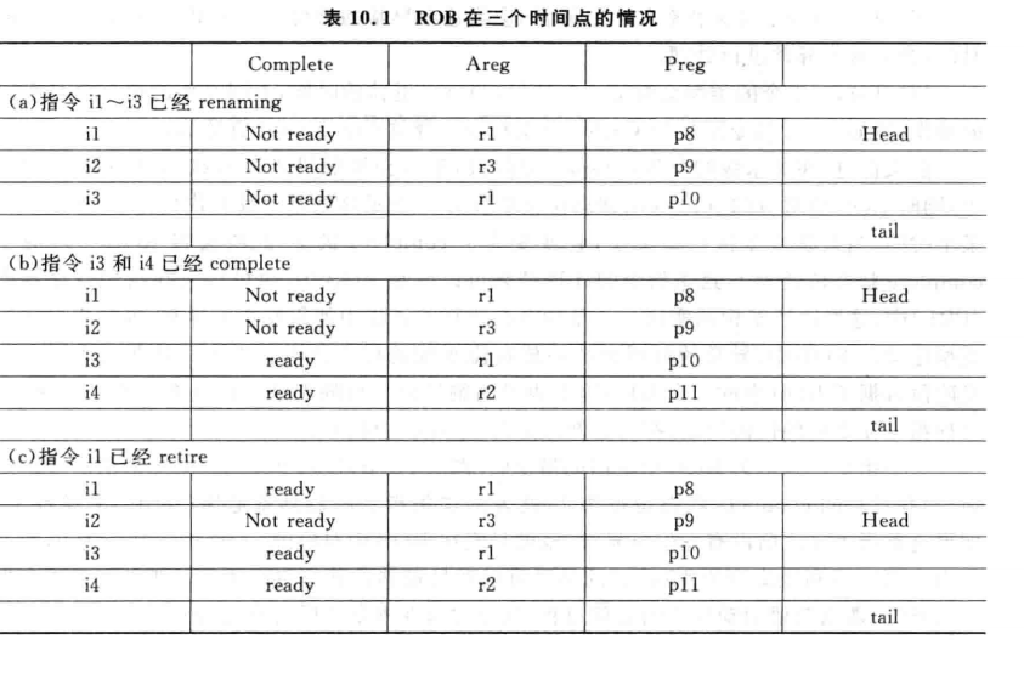 表 10.1 ROB 在三个时间点的情况
Complete Areg Preg
(a)指令 i1～i3 已经 renaming
i1 Not ready r1 p8 Head
i2 Not ready r3 p9
i3 Not ready r1 p10
tail
(b)指令 i3 和 i4 已经 complete
i1 Not ready r1 p8 Head
i2 Not ready r3 p9
i3 ready r1 p10
i4 ready r2 p11
tail
(c)指令 i1 已经 retire
i1 ready r1 p8
i2 Not ready r3 p9 Head
i3 ready r1 p10
i4 ready r2 p11
tail